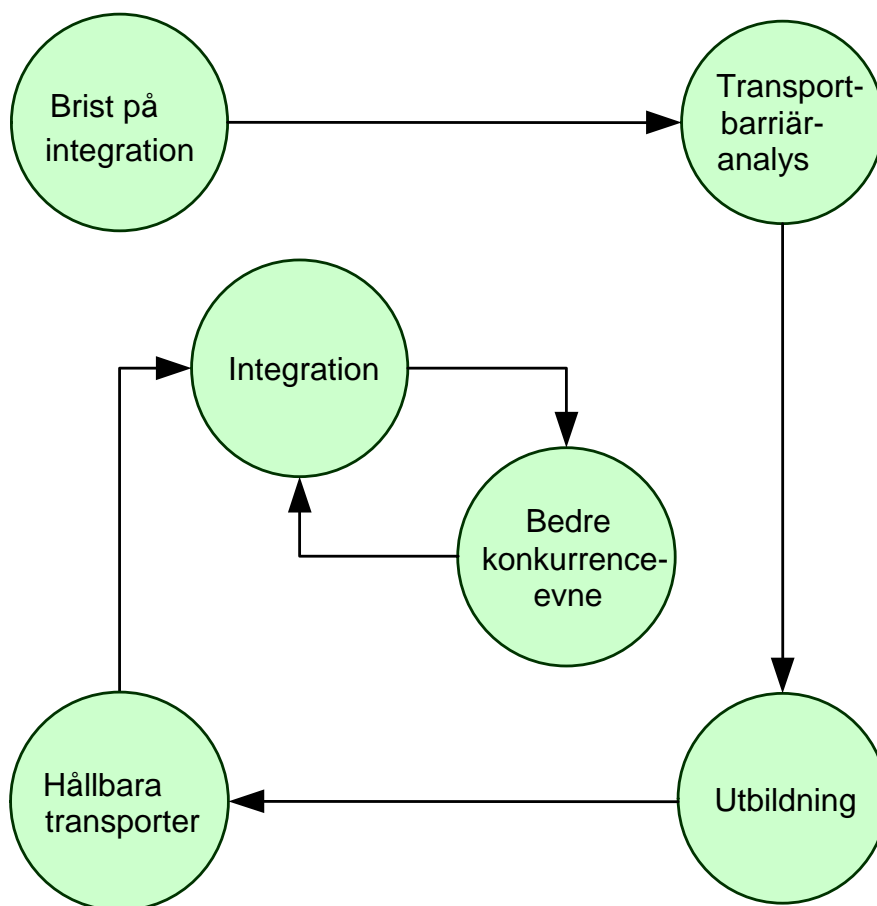 Brist på
integration
Transport-
barriär-
analys
Integration
Bedre
konkurrence-
evne
Hållbara
transporter
Utbildning